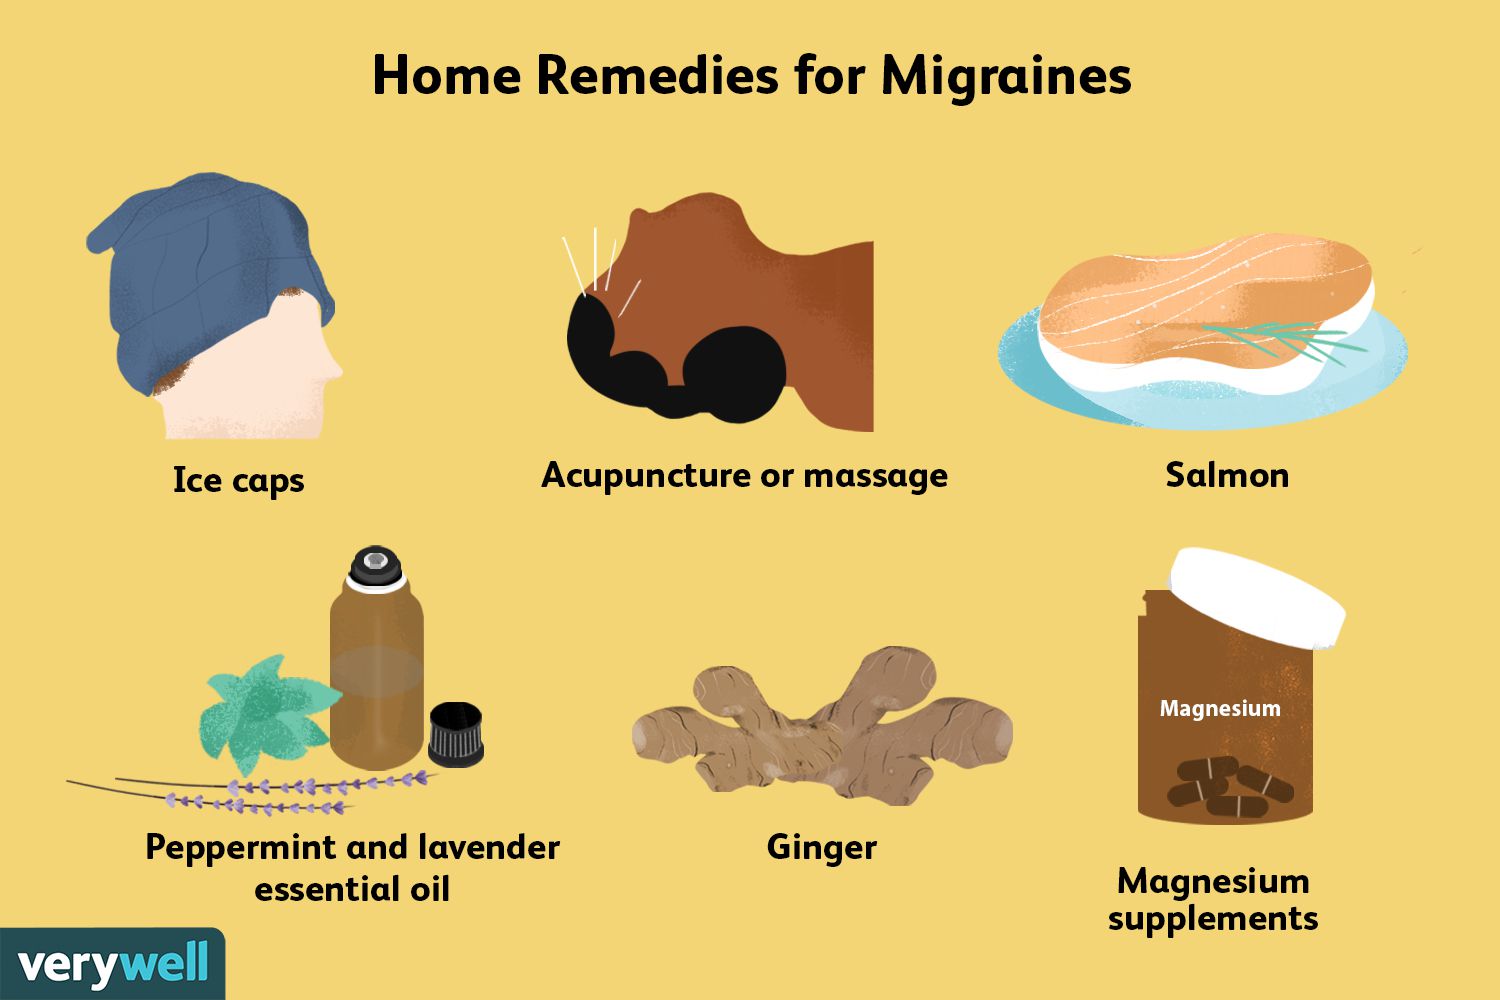 Home Remedies for Migraines
Ice caps
Acupuncture or massage
Salmon
Magnesium
Peppermint and lavender
essential oil
Ginger
Magnesium
supplements
verywell